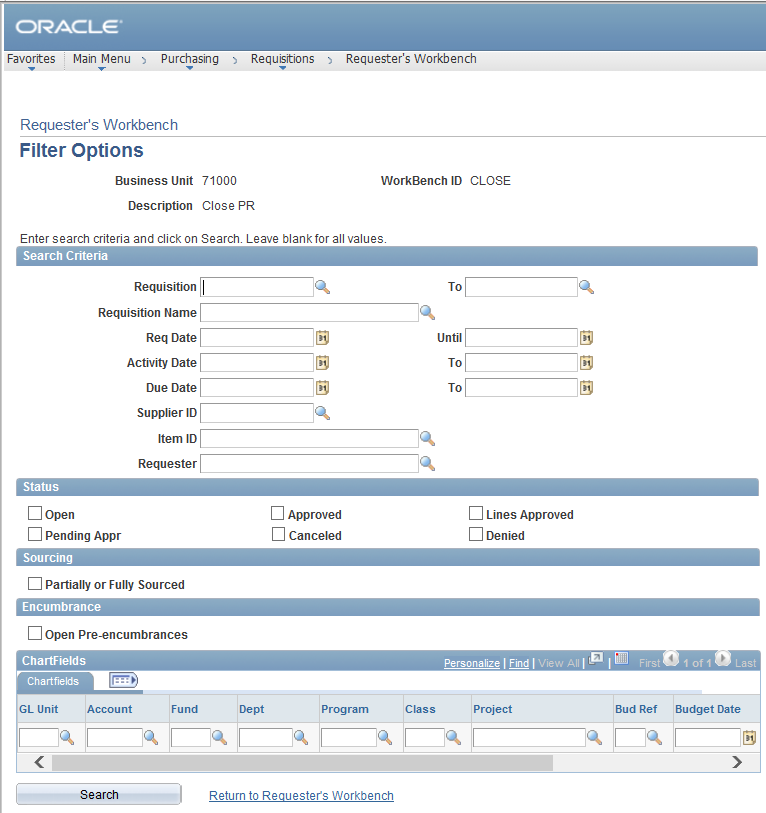 ORACLE
Favorites Main Menu > Purchasing > Requisitions > Requester's Workbench
Requester's Workbench
Filter Options
Business Unit 71000 WorkBench ID CLOSE
Description Close PR
Enter search criteria and click on Search. Leave blank for all values.
Search Criteria
Requisition To
Requisition Name
Req Date Until
Activity Date To
Due Date To
Supplier ID
Item ID
Requester
Status
Open Approved Lines Approved
Pending Appr Canceled Denied
Sourcing
Partially or Fully Sourced
Encumbrance
Open Pre-encumbrances
ChartFields Personalize | Find | View All | | First 1 of 1 Last
Chartfields
GL Unit Account Fund Dept Program Class Project Bud Ref Budget Date
Search Return to Requester's Workbench